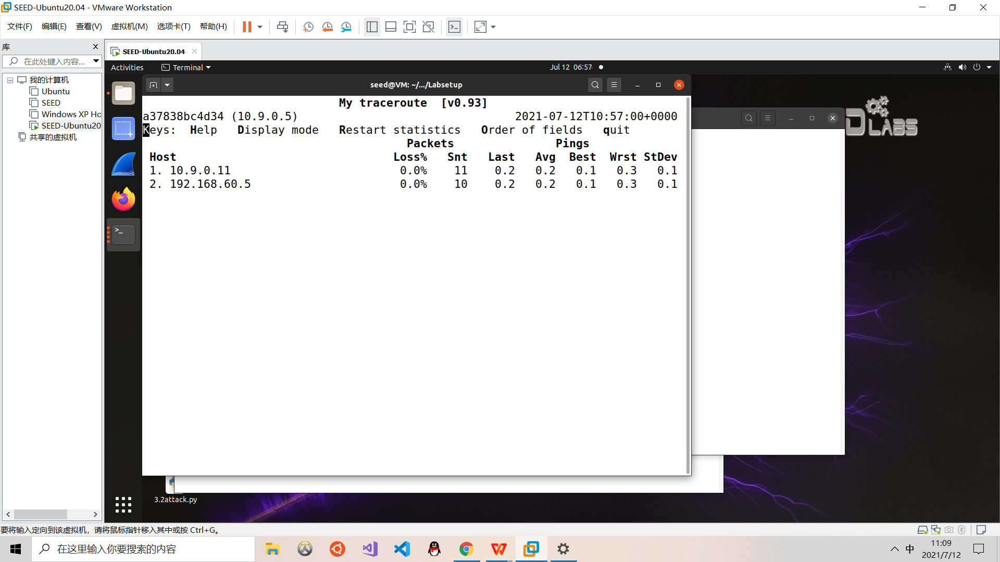 SEED-Ubuntu20.04 - VMware Workstation
文件(F) 编辑(E) 查看(V) 虚拟机(M) 选项卡(T) 帮助(H)
库
在此处键入内容...
我的计算机
Ubuntu
SEED
Windows XP Ho
SEED-Ubuntu20
共享的虚拟机
SEED-Ubuntu20.04
Activities Terminal Jul 12 06:57
seed@VM: ~/.../Labsetup
My traceroute [v0.93]
a37838bc4d34 (10.9.0.5) 2021-07-12T10:57:00+0000
Keys: Help Display mode Restart statistics Order of fields quit
Packets Pings
Host Loss% Snt Last Avg Best Wrst StDev
1. 10.9.0.11 0.0% 11 0.2 0.2 0.1 0.3 0.1
2. 192.168.60.5 0.0% 10 0.2 0.2 0.1 0.3 0.1
D LABS
3.2attack.py
要将输入定向到该虚拟机，请将鼠标指针移入其中或按 Ctrl+G。
在这里输入你要搜索的内容
中
11:09
2021/7/12